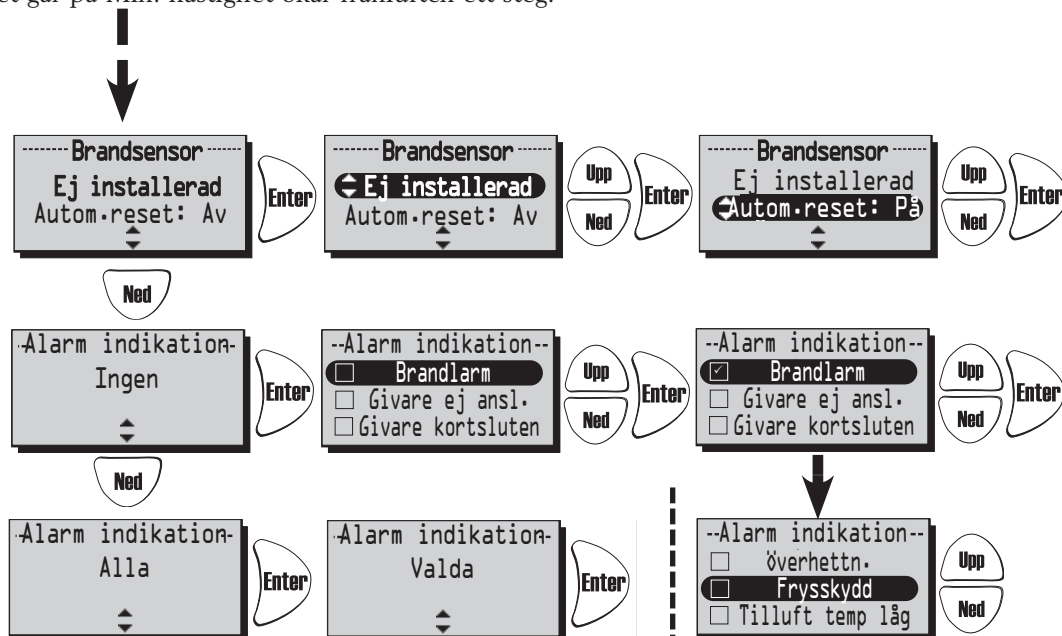 et går på Min. hastighet ökar frånluften ett steg.
Brandsensor
Ej installerad
Autom.reset: Av
Enter
Brandsensor
Ej installerad
Autom.reset: Av
Upp
Ned
Enter
Brandsensor
Ej installerad
Autom.reset: På
Upp
Ned
Enter
Ned
-Alarm indikation-
Ingen
Enter
--Alarm indikation--
Brandlarm
Givare ej ansl.
Givare kortsluten
Upp
Ned
Enter
--Alarm indikation--
Brandlarm
Givare ej ansl.
Givare kortsluten
Upp
Ned
Enter
Ned
-Alarm indikation-
Alla
Enter
-Alarm indikation-
Valda
Enter
--Alarm indikation--
överhettn.
Frysskydd
Tilluft temp låg
Upp
Ned